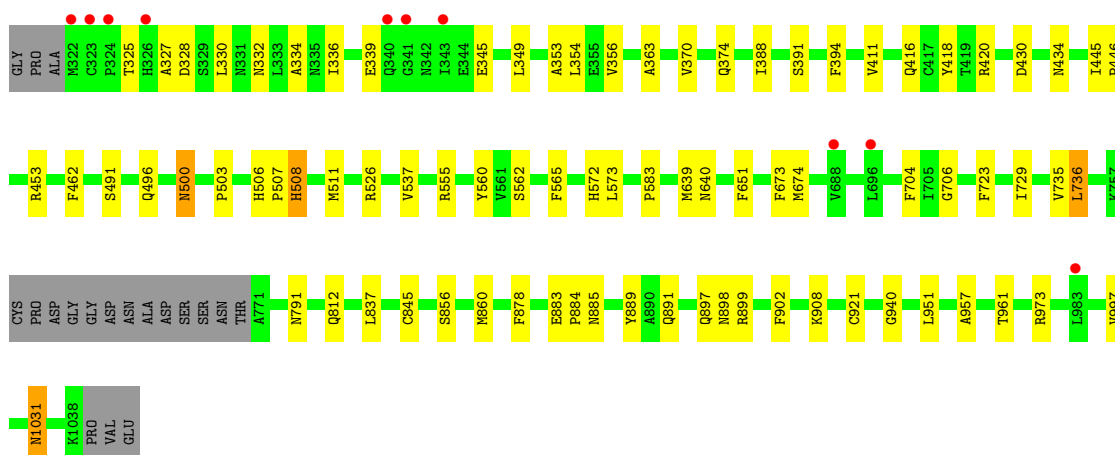 GLY PRO ALA M322 C323 P324 T325 H326 A327 D328 S329 L330 N331 N332 L333 A334 N335 I336 E339 Q340 G341 N342 I343 E344 E345 L349 A353 L354 E355 V356 A363 V370 Q374 I388 S391 F394 V411 Q416 C417 Y418 T419 R420 D430 N434 I445
R453 F462 S491 Q496 N500 P503 H506 P507 H508 M511 R526 V537 R555 Y560 V561 S562 F565 H572 L573 P583 M639 N640 F651 F673 M674 V688 L696 F704 I705 G706 F723 I729 V735 L736
CYS PRO ASP GLY GLY ASP ASN ALA ASP SER SER ASN THR A771 N791 Q812 L837 C845 S856 M860 F878 E883 P884 N885 Y889 A890 Q891 Q897 N898 R899 F902 K908 C921 G940 L951 A957 T961 R973 L983
N1031 K1038 PRO VAL GLU